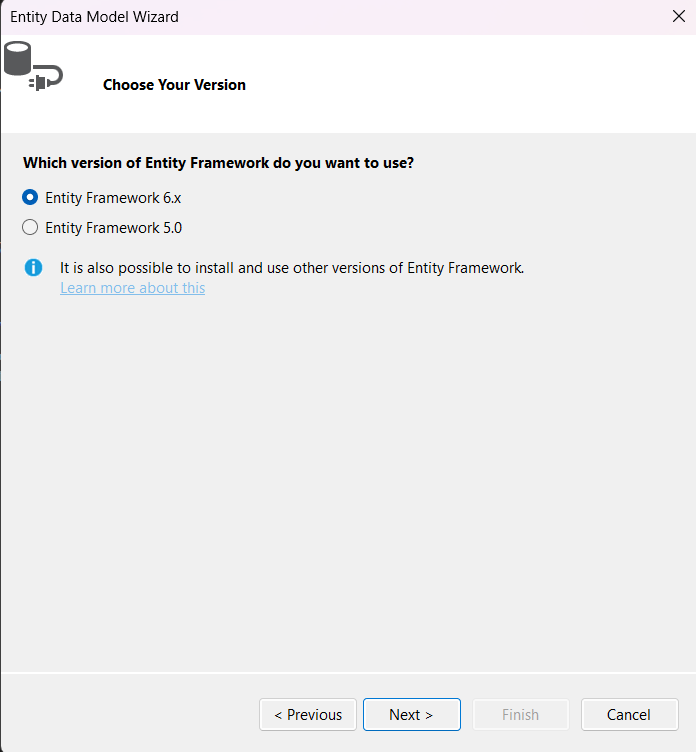 Entity Data Model Wizard
Choose Your Version
Which version of Entity Framework do you want to use?
Entity Framework 6.x
Entity Framework 5.0
It is also possible to install and use other versions of Entity Framework.
Learn more about this
< Previous
Next >
Finish
Cancel